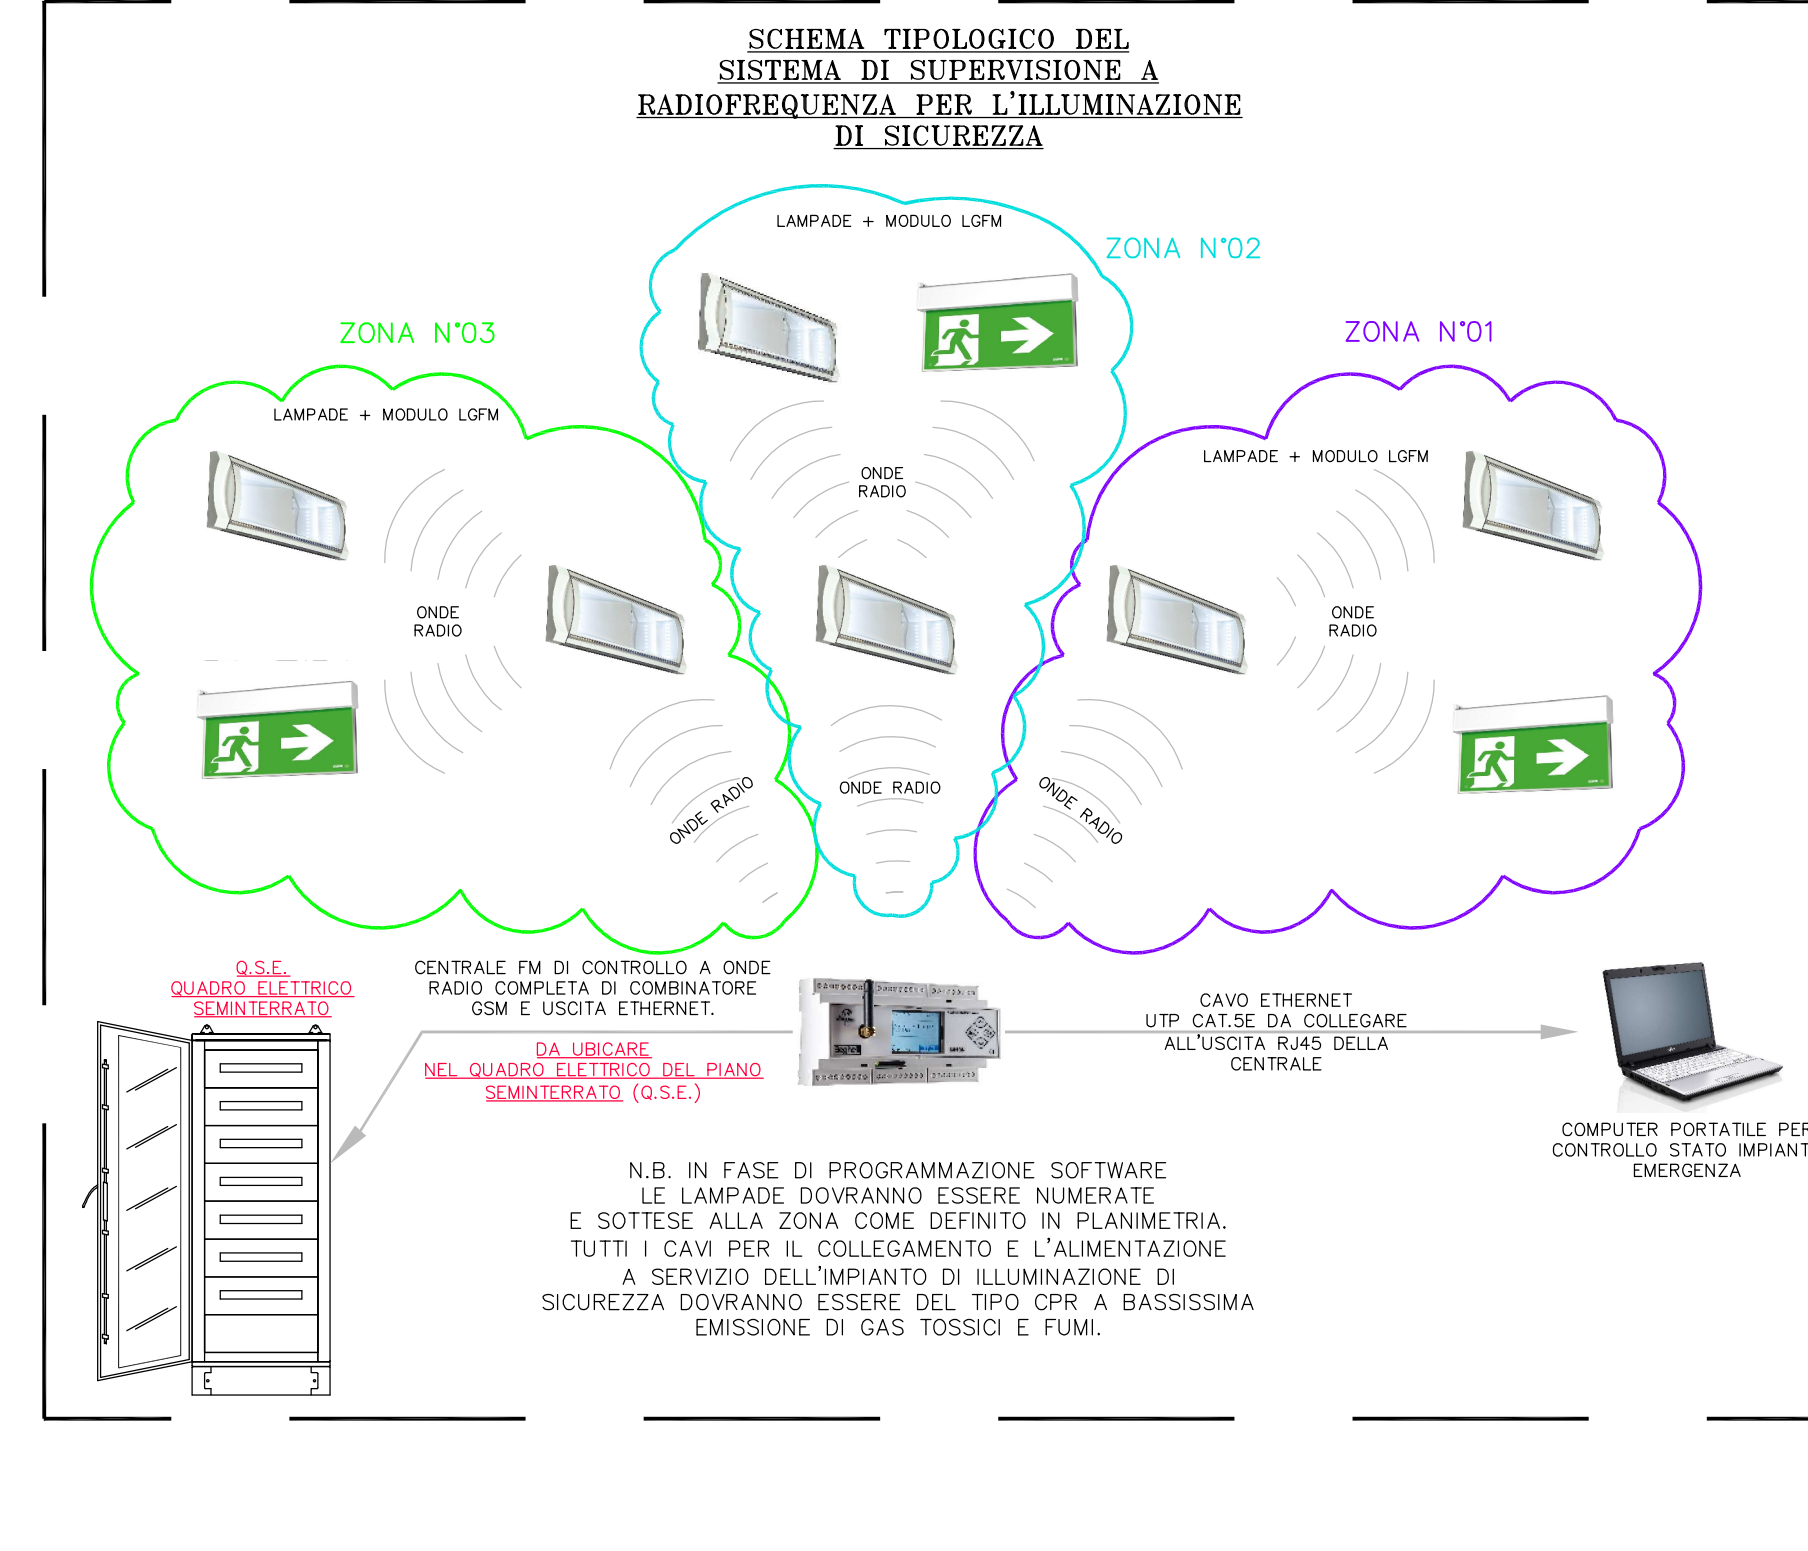 SCHEMA TIPOLOGICO DEL
SISTEMA DI SUPERVISIONE A
RADIOFREQUENZA PER L'ILLUMINAZIONE
DI SICUREZZA
LAMPADE + MODULO LGFM
ZONA N°02
ZONA N°03
ZONA N°01
LAMPADE + MODULO LGFM
LAMPADE + MODULO LGFM
ONDE
RADIO
ONDE
RADIO
ONDE
RADIO
ONDE RADIO
ONDE RADIO
ONDE RADIO
Q.S.E.
QUADRO ELETTRICO
SEMINTERRATO
CENTRALE FM DI CONTROLLO A ONDE
RADIO COMPLETA DI COMBINATORE
GSM E USCITA ETHERNET.
DA UBICARE
NEL QUADRO ELETTRICO DEL PIANO
SEMINTERRATO (Q.S.E.)
CAVO ETHERNET
UTP CAT.5E DA COLLEGARE
ALL'USCITA RJ45 DELLA
CENTRALE
COMPUTER PORTATILE PER
CONTROLLO STATO IMPIANT
EMERGENZA
N.B. IN FASE DI PROGRAMMAZIONE SOFTWARE
LE LAMPADE DOVRANNO ESSERE NUMERATE
E SOTTESE ALLA ZONA COME DEFINITO IN PLANIMETRIA.
TUTTI I CAVI PER IL COLLEGAMENTO E L'ALIMENTAZIONE
A SERVIZIO DELL'IMPIANTO DI ILLUMINAZIONE DI
SICUREZZA DOVRANNO ESSERE DEL TIPO CPR A BASSISSIMA
EMISSIONE DI GAS TOSSICI E FUMI.